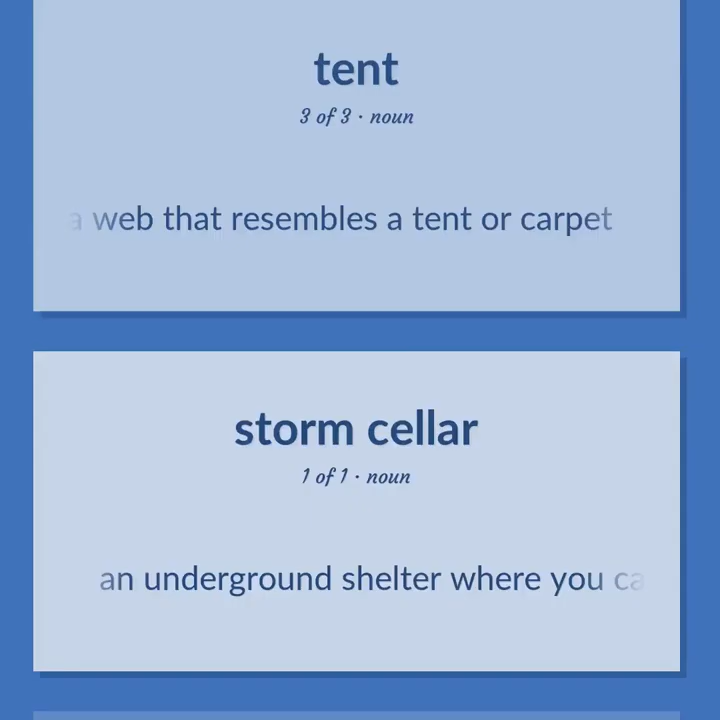 tent
3 of 3 · noun
a web that resembles a tent or carpet
storm cellar
1 of 1 · noun
an underground shelter where you ca